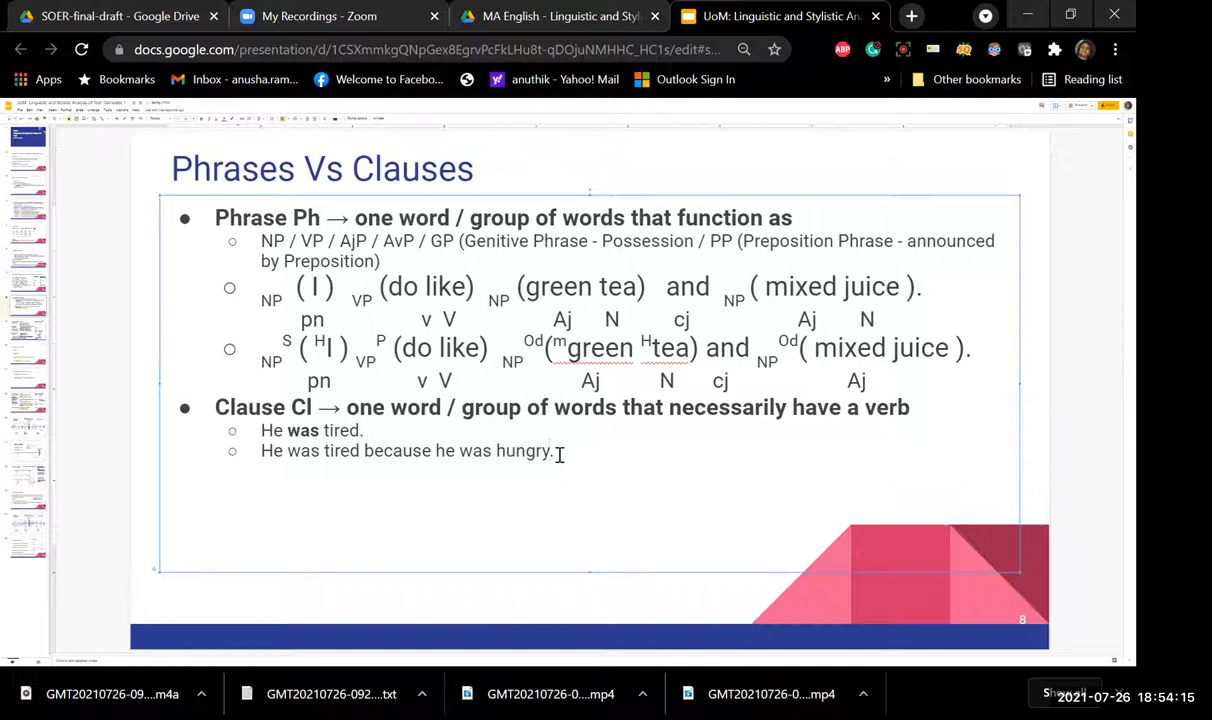 SOER-final-draft - Google Drive
My Recordings - Zoom
MA English - Linguistic and Styli
UoM: Linguistic and Stylistic Ana
docs.google.com/presentation/d/1CSXmmkgQNpGex8EgrvPcFkLHu8t-qDOjuNMHHC_HC1s/edit#s...
Apps
Bookmarks
Inbox - anusha.ram...
Welcome to Facebo...
anuthik - Yahoo! Mail
Outlook Sign In
»
Other bookmarks
Reading list
Phrases Vs Clauses
● Phrase Ph → one word / group of words that function as
○ NP / VP / AjP / AvP / GP (Genitive Phrase - Possession / PP (Preposition Phrase - announced
by Preposition)
○ NP ( I ) VP (do like) NP (green tea) and NP ( mixed juice ).
pn v V Aj N cj Aj N
○ NP S ( H I ) VP P (do like) NP Od (m green H tea) and NP Od ( mixed juice ).
pn v V Aj N cj Aj
● Clause Cl → one word / group of words that necessarily have a verb
○ He was tired.
○ He was tired because he was hungry.
8
GMT20210726-09....m4a
GMT20210726-092....txt
GMT20210726-0....mp4
GMT20210726-0....mp4
2021-07-26 18:54:15